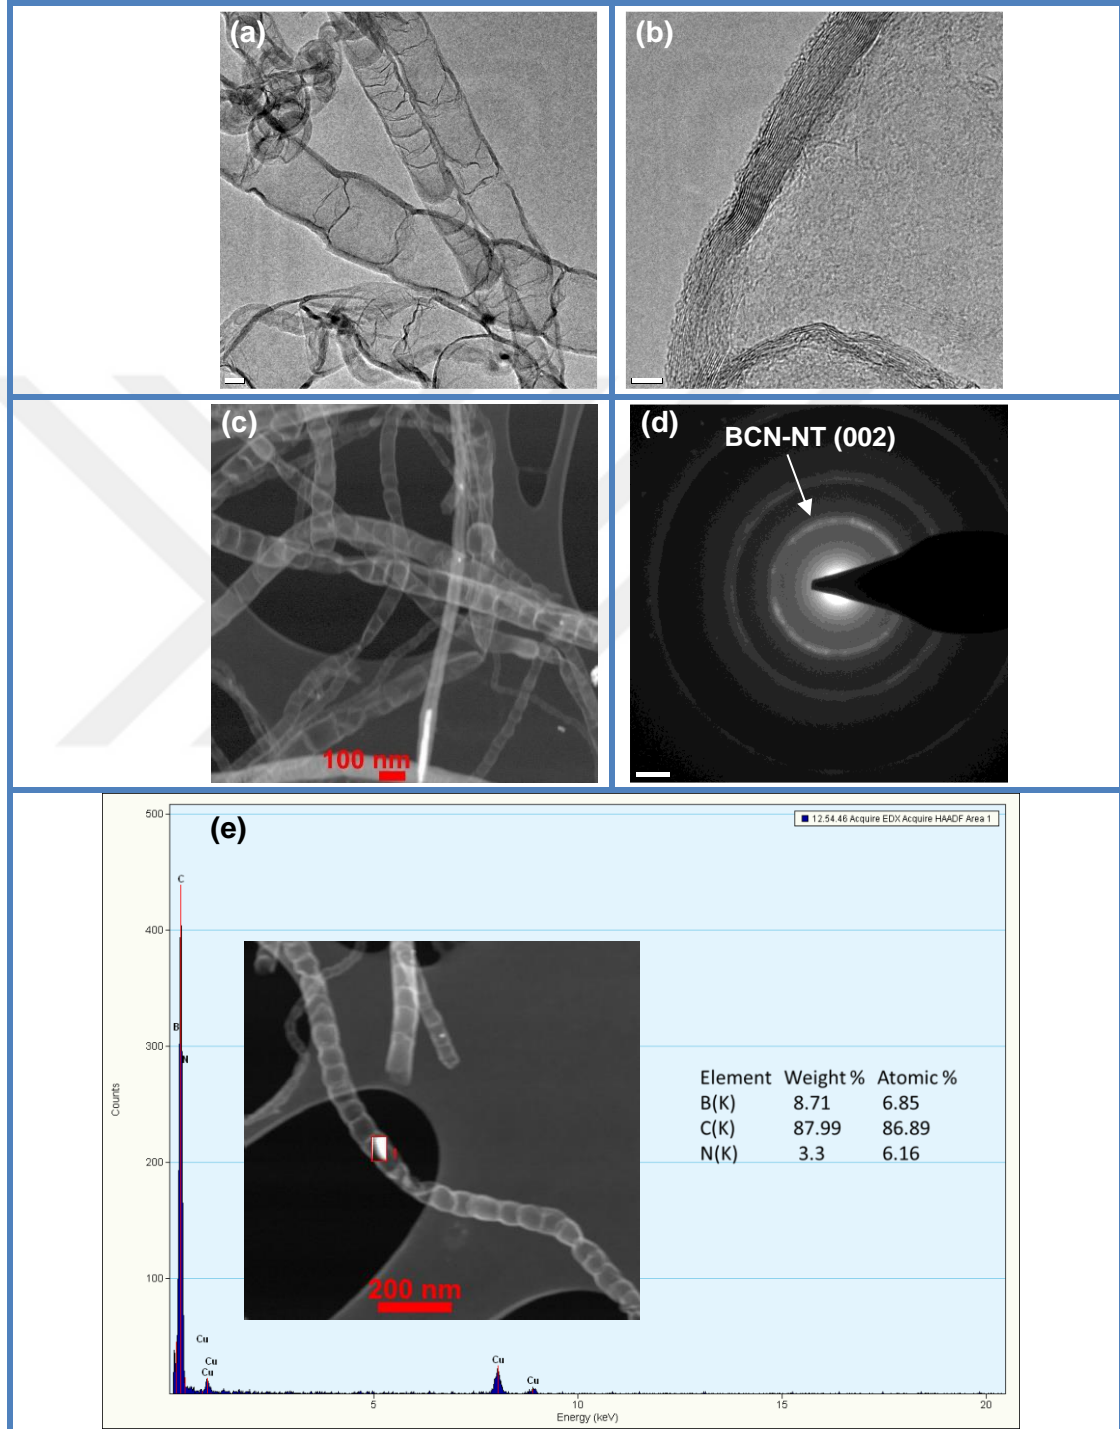 (a)
(b)
(c)
100 nm
(d)
BCN-NT (002)
(e)
12.54.46 Acquire EDX Acquire HAADF Area 1
500
400
300
200
100
Counts
C
B
N
Cu
Cu
Cu
Cu
Cu
200 nm
Element Weight % Atomic %
B(K) 8.71 6.85
C(K) 87.99 86.89
N(K) 3.3 6.16
5 10 15 20
Energy (keV)